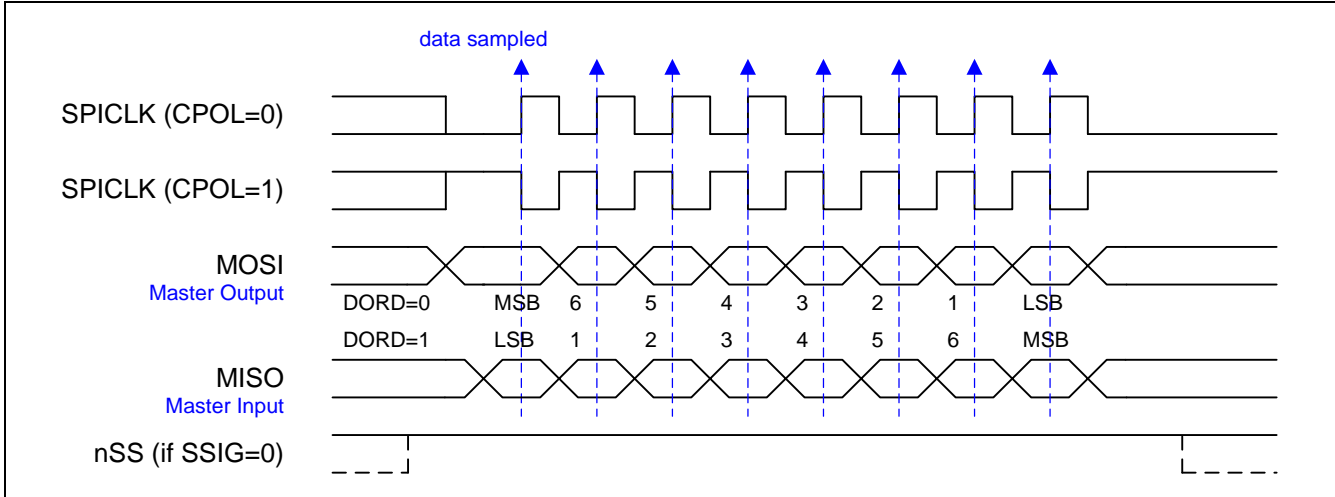 data sampled
SPICLK (CPOL=0)
SPICLK (CPOL=1)
MOSI
Master Output
DORD=0 MSB 6 5 4 3 2 1 LSB
DORD=1 LSB 1 2 3 4 5 6 MSB
MISO
Master Input
nSS (if SSIG=0)